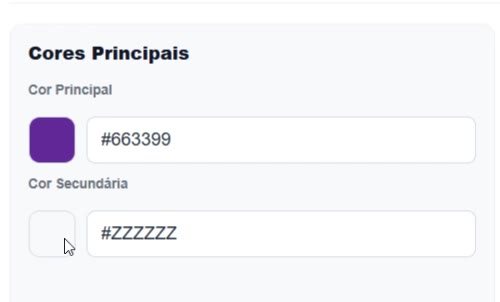 Cores Principais
Cor Principal
#663399
Cor Secundária
#ZZZZZZ